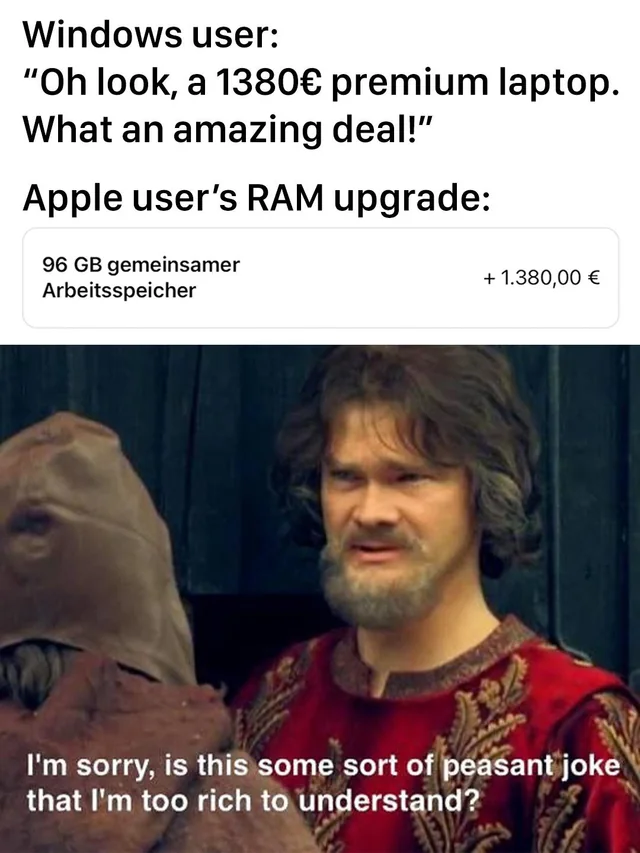 Windows user:
“Oh look, a 1380€ premium laptop.
What an amazing deal!”
Apple user’s RAM upgrade:
96 GB gemeinsamer
Arbeitsspeicher
+ 1.380,00 €
I'm sorry, is this some sort of peasant joke
that I'm too rich to understand?